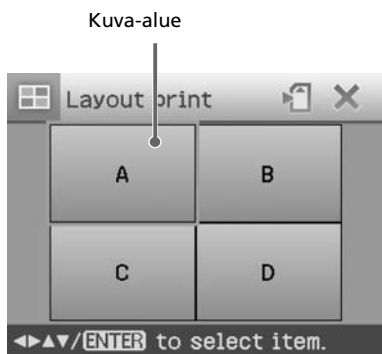 Kuva-alue
Layout print
A B
C D
◄►▲▼/ENTER to select item.